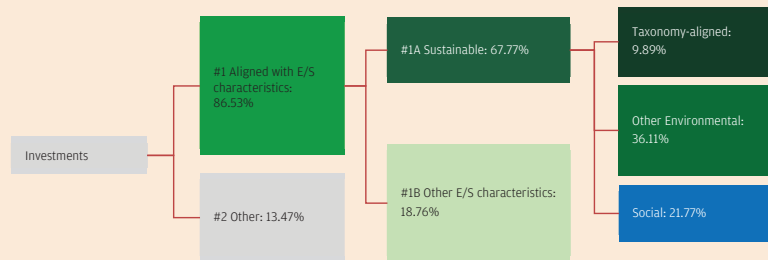 Investments
#1 Aligned with E/S
characteristics:
86.53%
#2 Other: 13.47%
#1A Sustainable: 67.77%
#1B Other E/S characteristics:
18.76%
Taxonomy-aligned:
9.89%
Other Environmental:
36.11%
Social: 21.77%